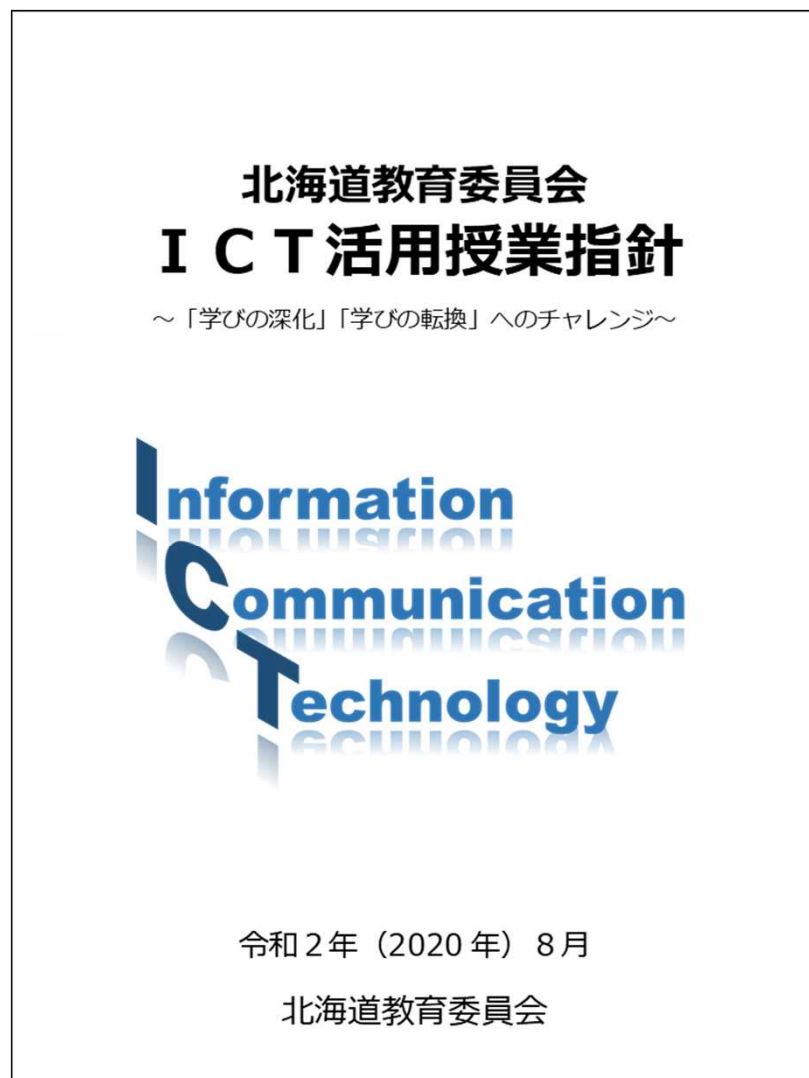 北海道教育委員会
ＩＣＴ活用授業指針
～「学びの深化」「学びの転換」へのチャレンジ～
Information
Communication
Technology
令和２年（2020 年）８月
北海道教育委員会